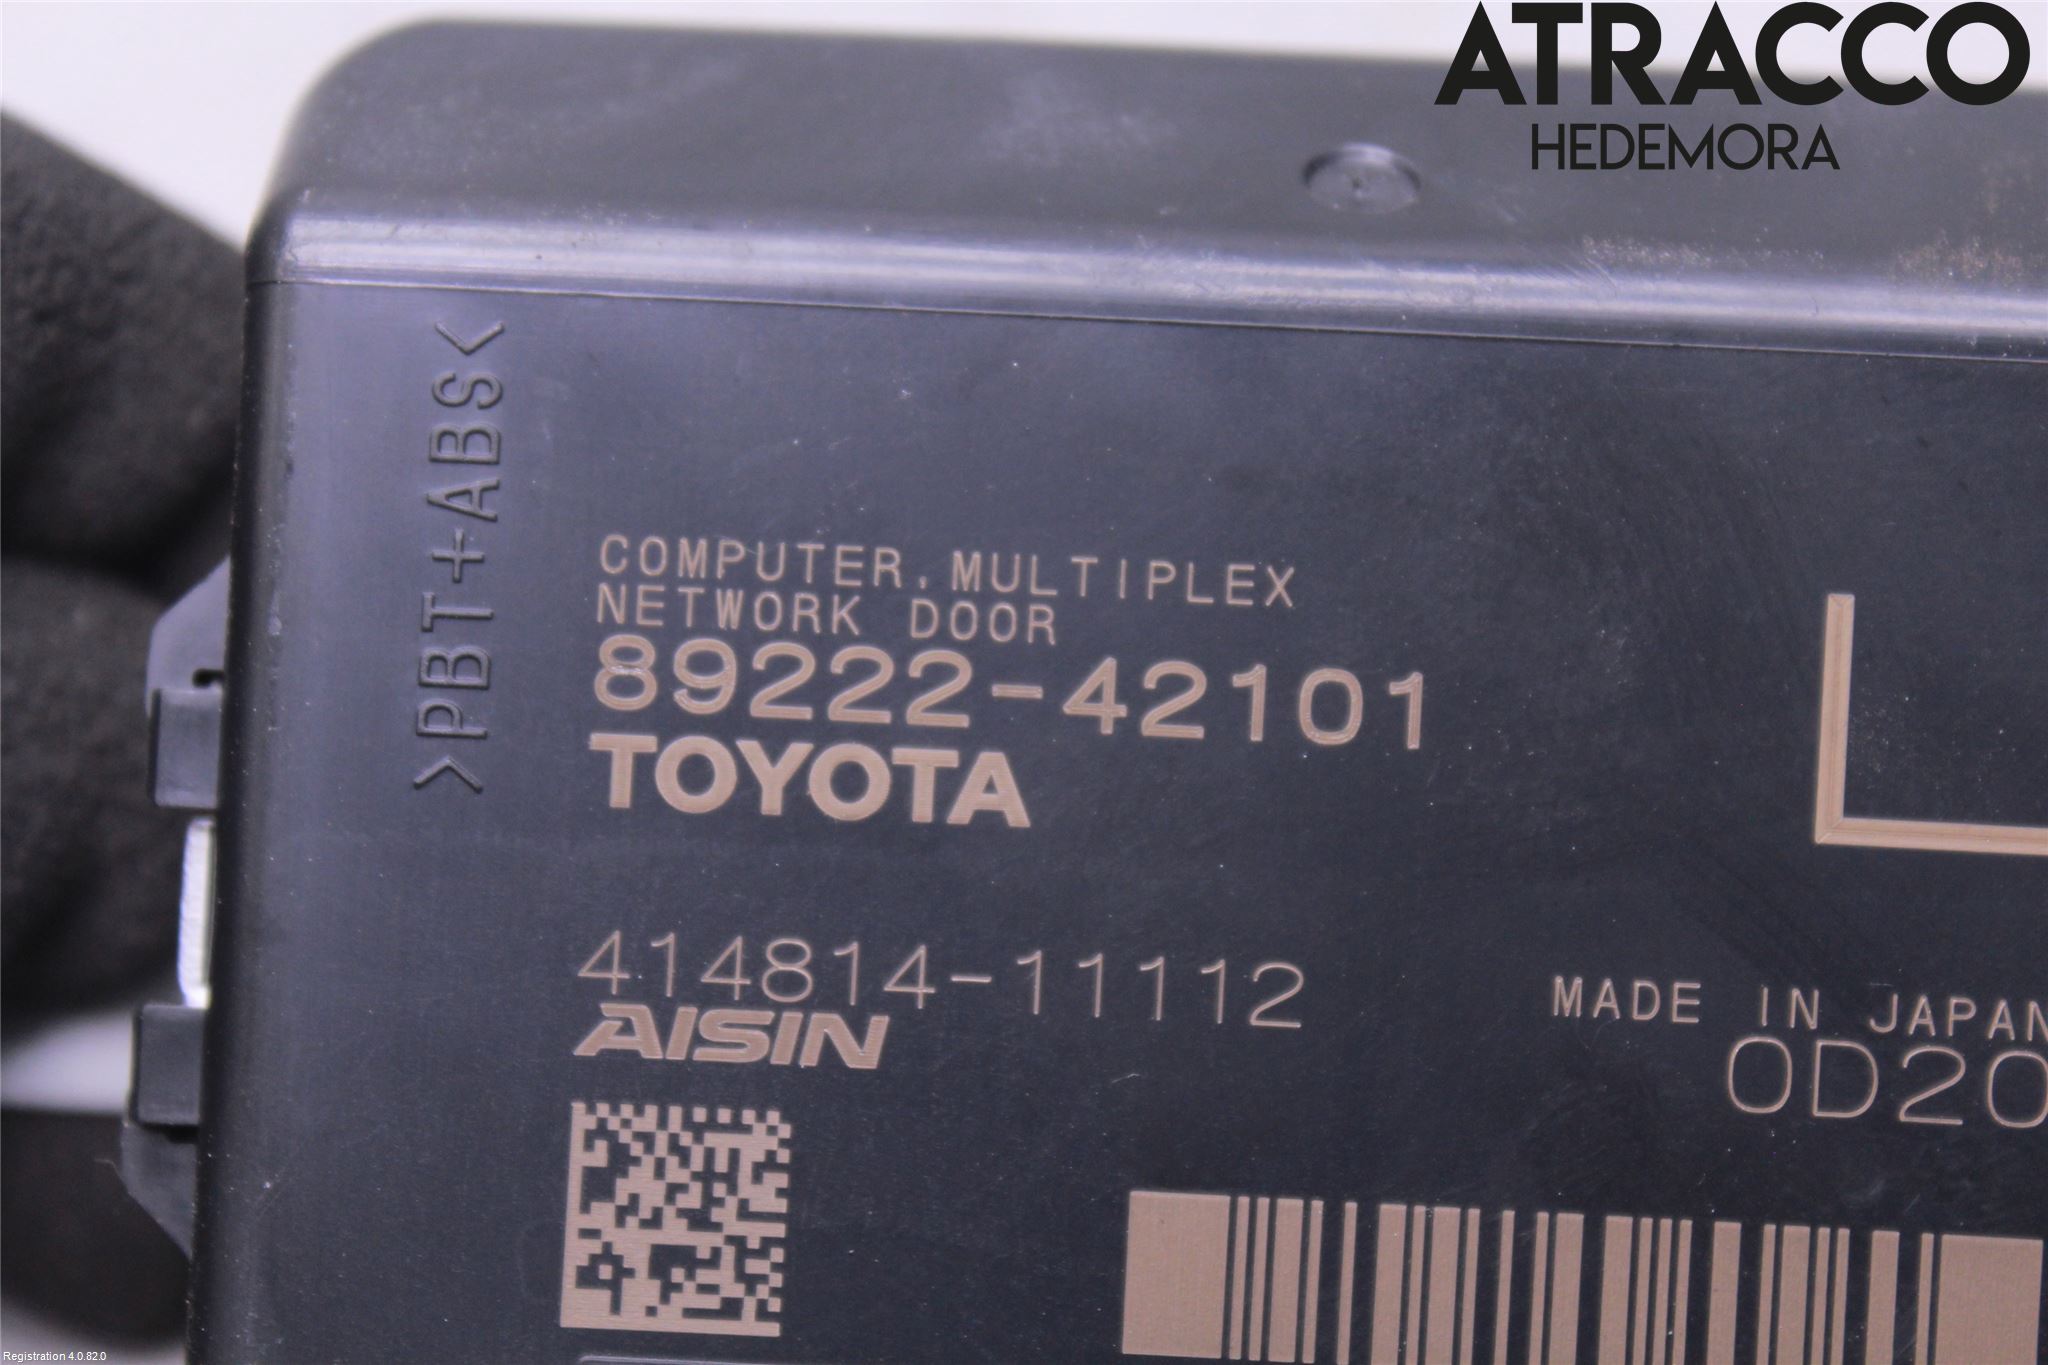 ATRACCO
HEDEMORA
>PBT+ABS<
COMPUTER, MULTIPLEX
NETWORK DOOR
89222-42101
TOYOTA
L
414814-11112
AISIN
MADE IN JAPAN
0D20
Registration 4.0.82.0